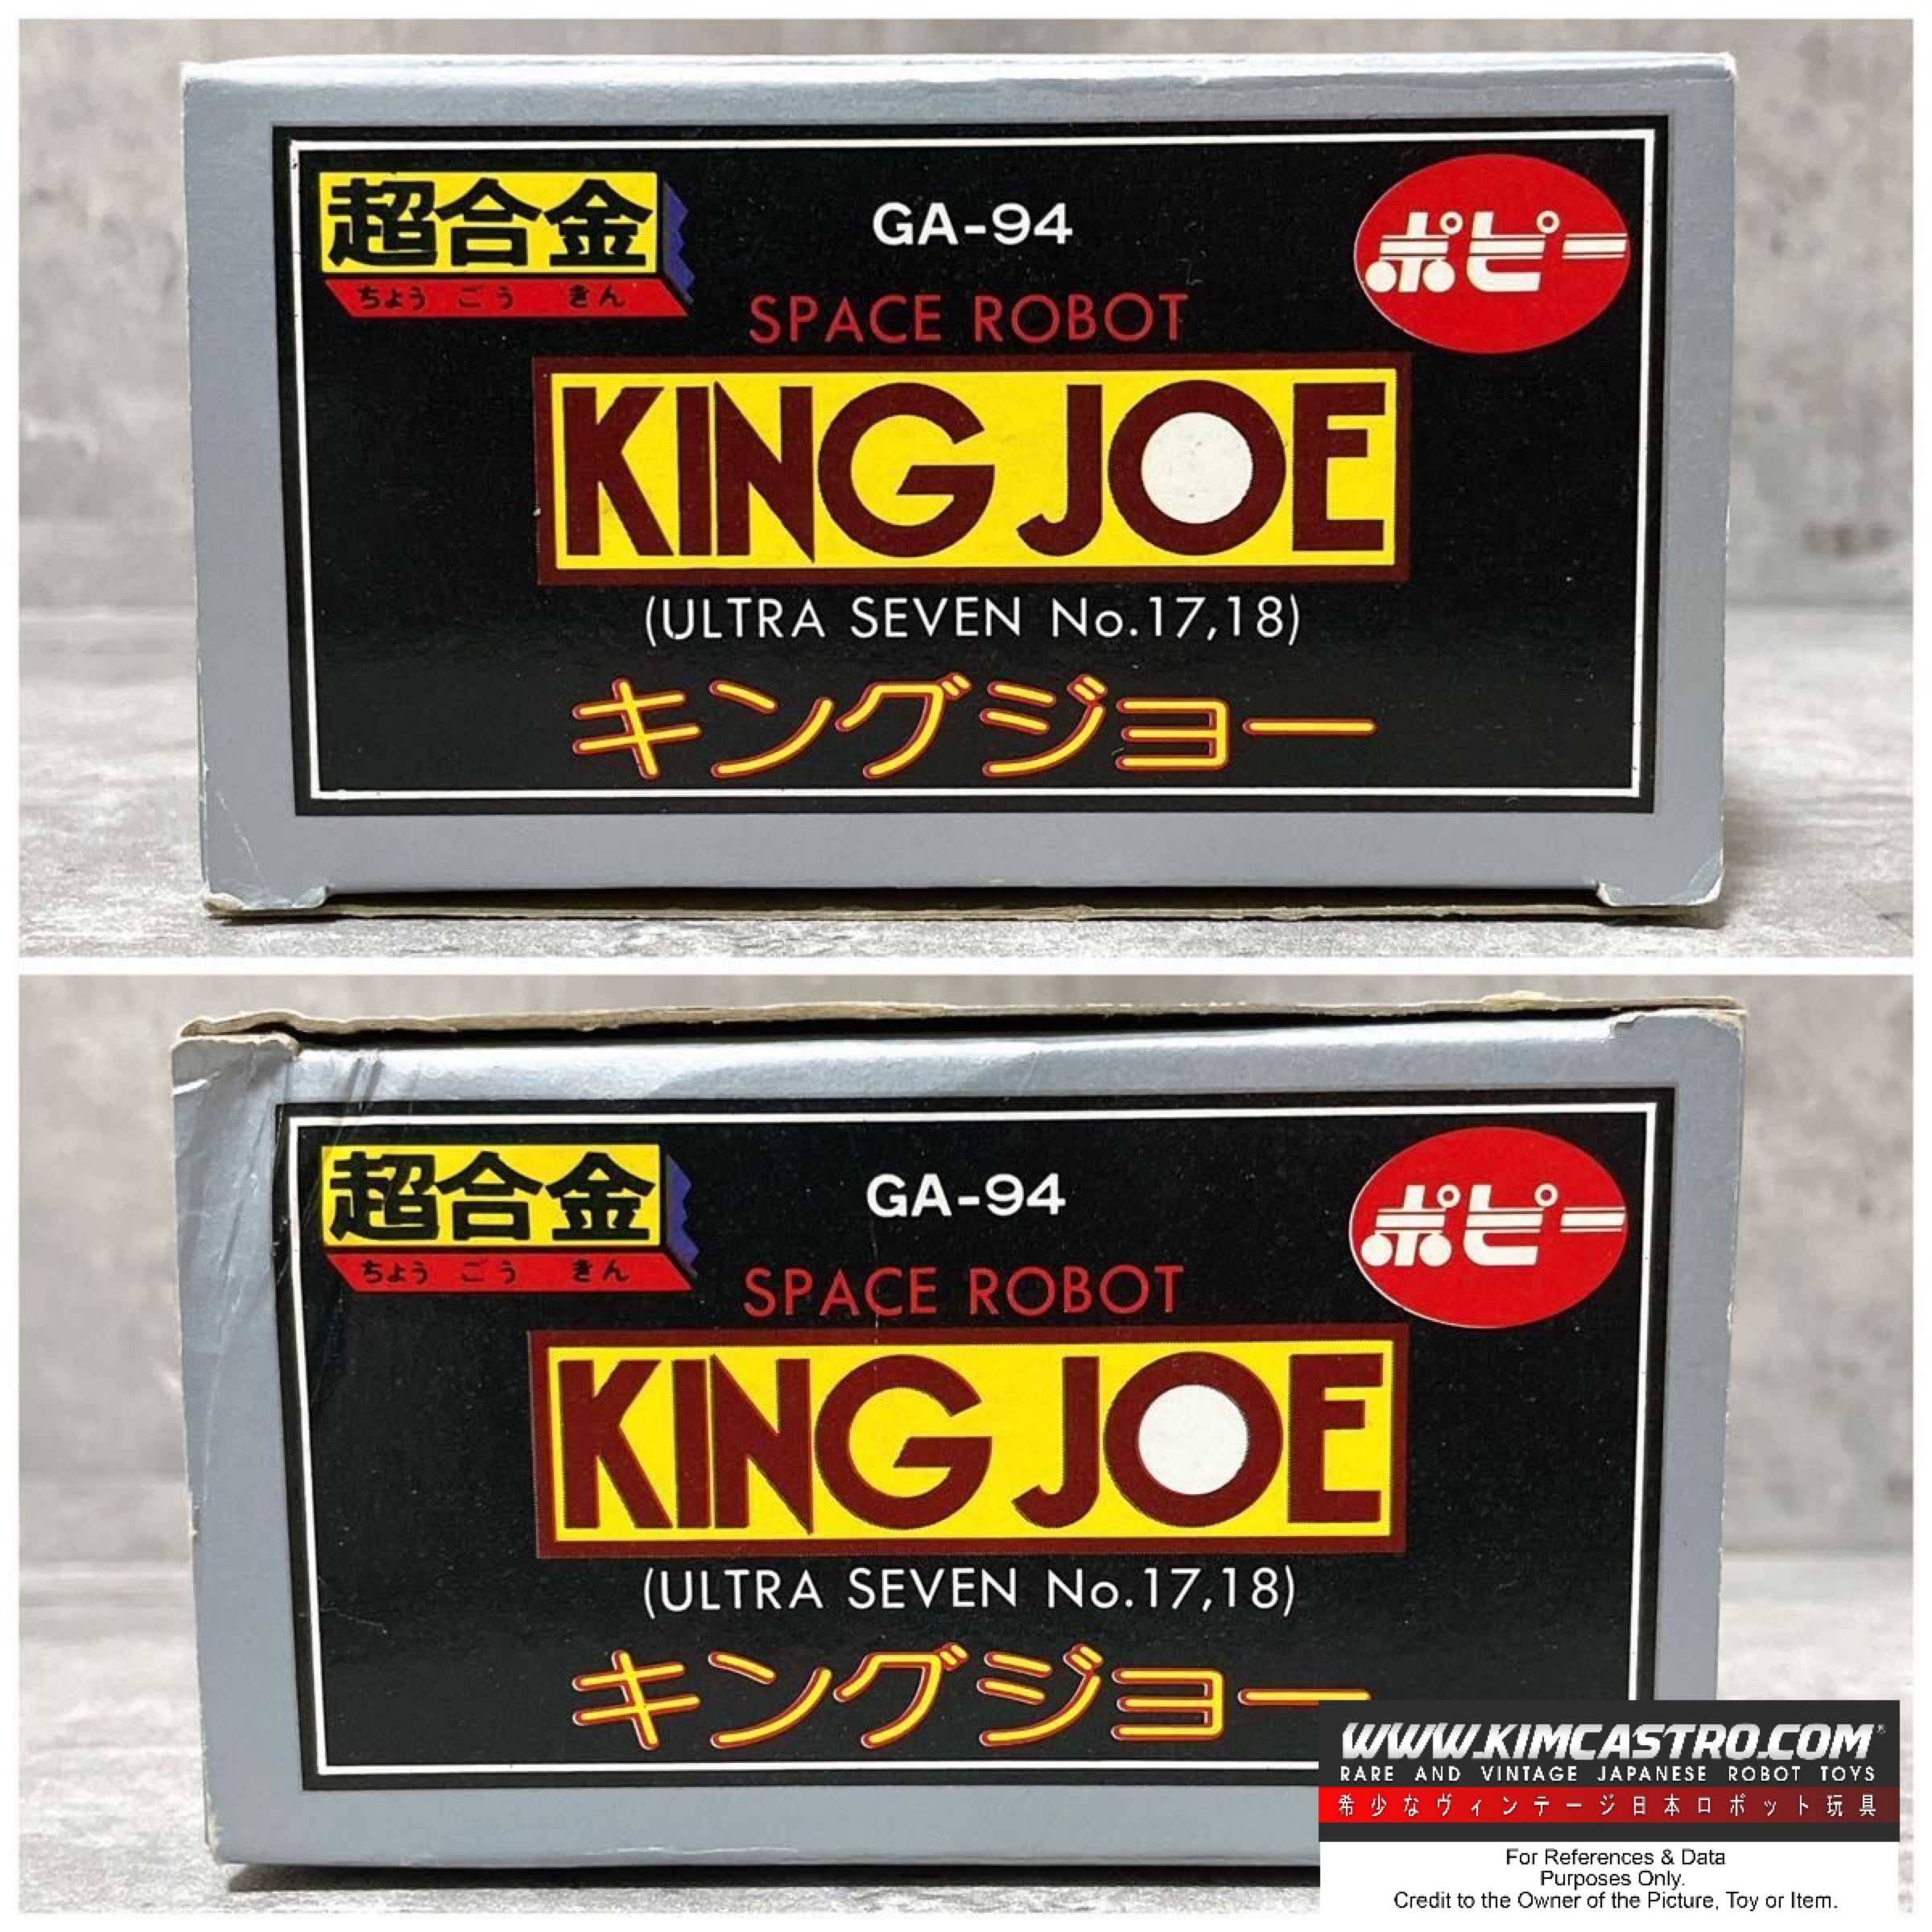 超合金
ちょうごうきん
GA-94
ポピー
SPACE ROBOT
KING JOE
(ULTRA SEVEN No.17,18)
キングジョー
超合金
ちょうごうきん
GA-94
ポピー
SPACE ROBOT
KING JOE
(ULTRA SEVEN No.17,18)
キングジョー
WWW.KIMCASTRO.COM®
RARE AND VINTAGE JAPANESE ROBOT TOYS
希少なヴィンテージ日本ロボット玩具
For References & Data
Purposes Only.
Credit to the Owner of the Picture, Toy or Item.